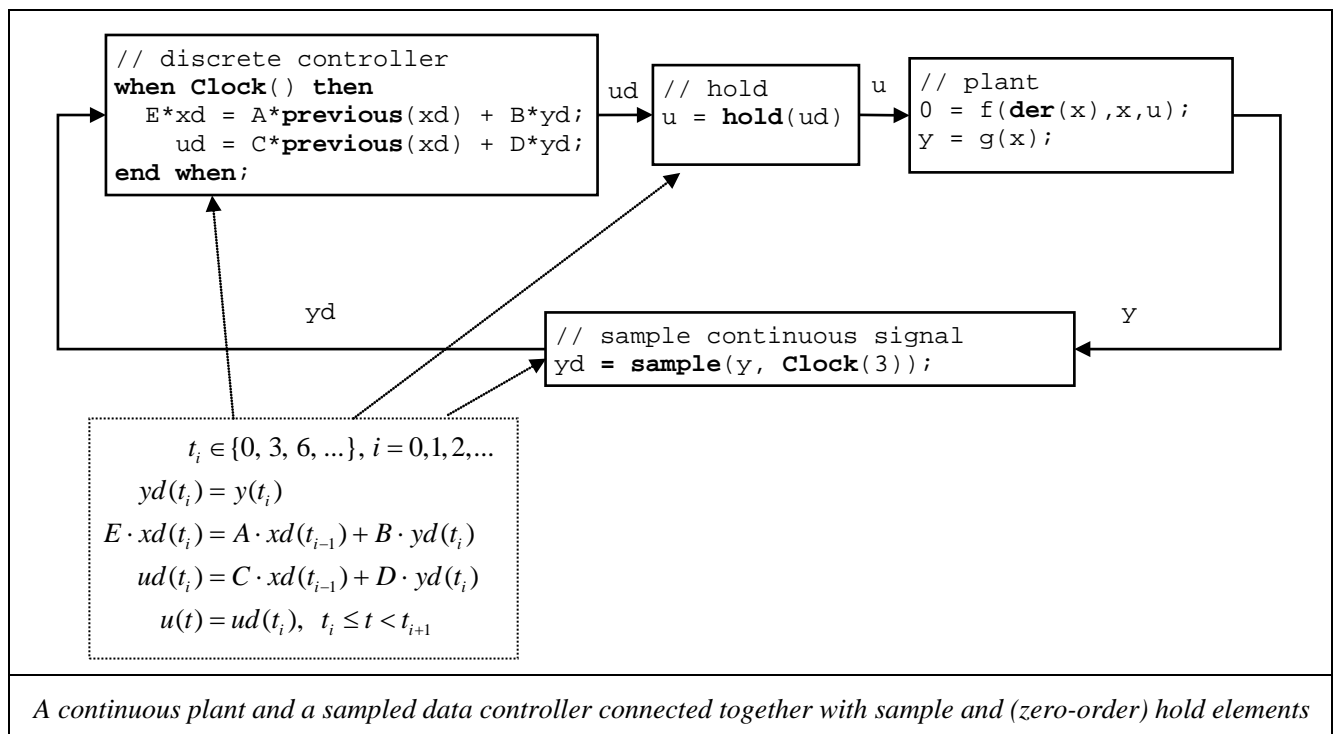 // discrete controller
when Clock() then
E*xd = A*previous(xd) + B*yd;
ud = C*previous(xd) + D*yd;
end when;
ud
// hold
u = hold(ud)
u
// plant
0 = f(der(x),x,u);
y = g(x);
yd
// sample continuous signal
yd = sample(y, Clock(3));
y
t_i ∈ {0, 3, 6, ...}, i = 0,1,2,...
yd(t_i) = y(t_i)
E · xd(t_i) = A · xd(t_{i−1}) + B · yd(t_i)
ud(t_i) = C · xd(t_{i−1}) + D · yd(t_i)
u(t) = ud(t_i), t_i ≤ t < t_{i+1}
A continuous plant and a sampled data controller connected together with sample and (zero-order) hold elements